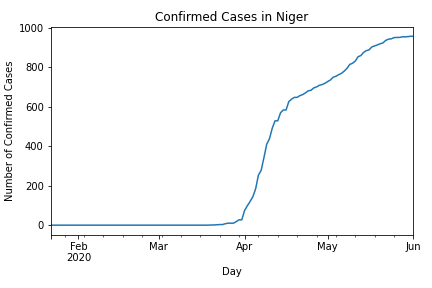 Confirmed Cases in Niger
Number of Confirmed Cases
1000
800
600
400
200
0
Feb
2020
Mar
Apr
May
Jun
Day